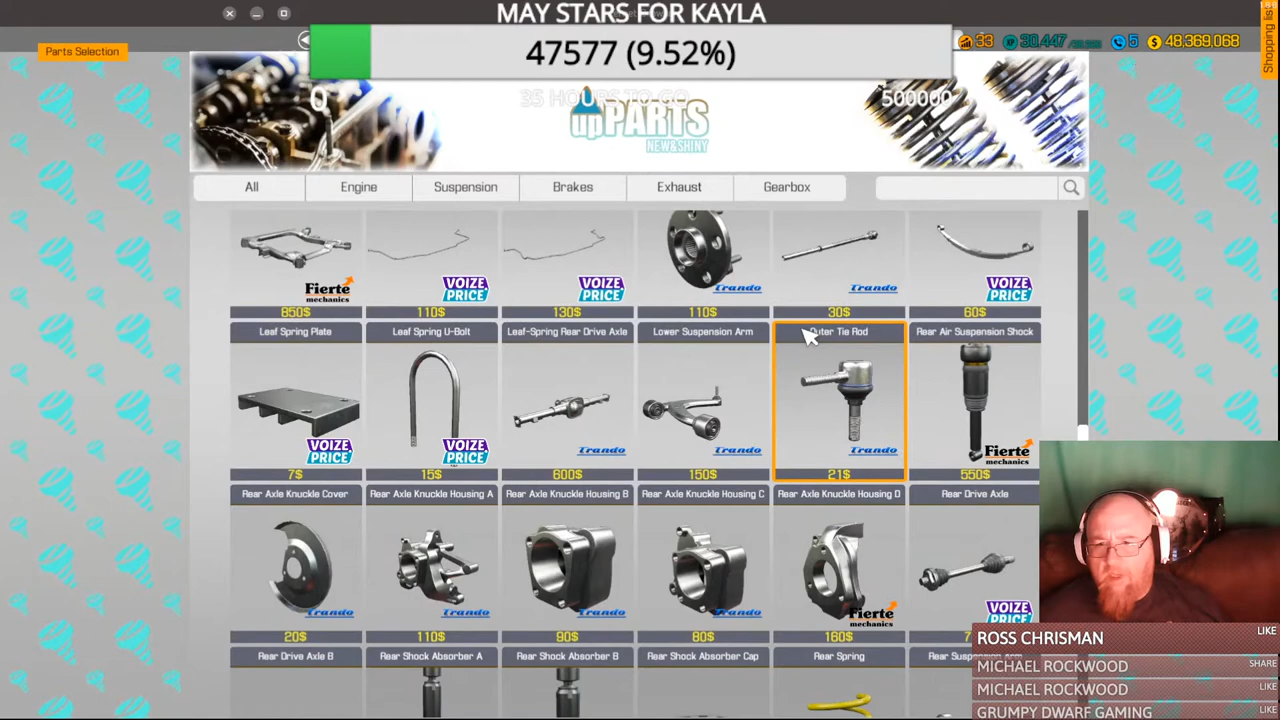 MAY STARS FOR KAYLA
47577 (9.52%)
0
35 HOURS TO GO
500000
Parts Selection
33
30,447
5
$ 48,369,068
Shopping list
upPARTS
NEW&SHINY
All
Engine
Suspension
Brakes
Exhaust
Gearbox
Fierte mechanics
VOIZE PRICE
VOIZE PRICE
Trando
Trando
VOIZE PRICE
850$
110$
130$
110$
30$
60$
Leaf Spring Plate
Leaf Spring U-Bolt
Leaf-Spring Rear Drive Axle
Lower Suspension Arm
Outer Tie Rod
Rear Air Suspension Shock
VOIZE PRICE
VOIZE PRICE
Trando
Trando
Trando
Fierte mechanics
7$
15$
600$
150$
21$
550$
Rear Axle Knuckle Cover
Rear Axle Knuckle Housing A
Rear Axle Knuckle Housing B
Rear Axle Knuckle Housing C
Rear Axle Knuckle Housing D
Rear Drive Axle
Trando
Trando
Trando
Trando
Fierte mechanics
VOIZE PRICE
20$
110$
90$
80$
160$
Rear Drive Axle B
Rear Shock Absorber A
Rear Shock Absorber B
Rear Shock Absorber Cap
Rear Spring
ROSS CHRISMAN LIKE
MICHAEL ROCKWOOD SHARE
MICHAEL ROCKWOOD LIKE
GRUMPY DWARF GAMING LIKE